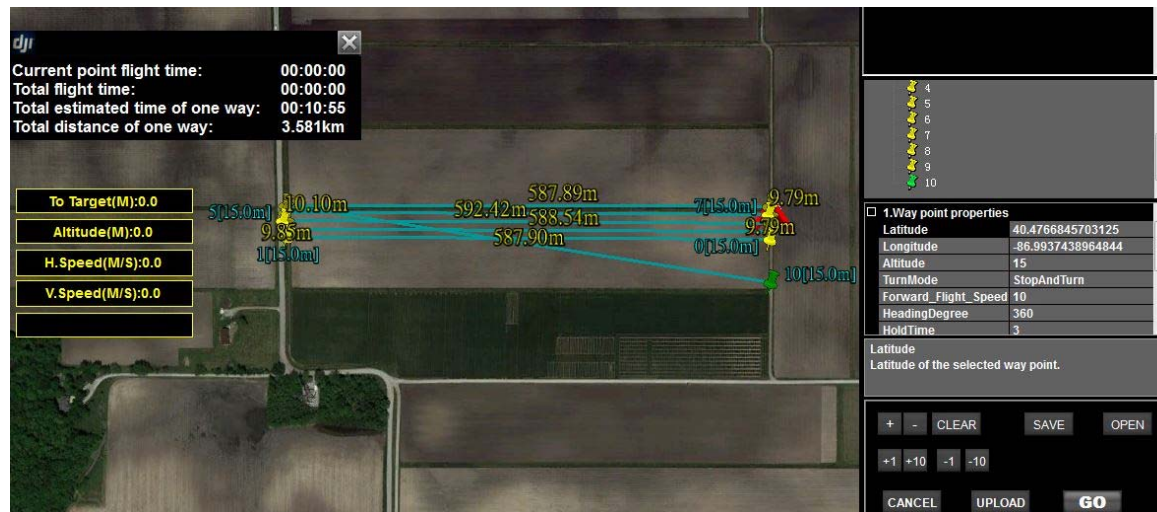 dji
Current point flight time: 00:00:00
Total flight time: 00:00:00
Total estimated time of one way: 00:10:55
Total distance of one way: 3.581km
To Target(M):0.0
Altitude(M):0.0
H.Speed(M/S):0.0
V.Speed(M/S):0.0
587.89m
9.79m
10.10m
5[15.0m]
592.42m
7[15.0m]
588.54m
9.79m
9.85m
587.90m
0[15.0m]
1[15.0m]
10[15.0m]
4
5
6
7
8
9
10
1.Way point properties
Latitude 40.4766845703125
Longitude -86.9937438964844
Altitude 15
TurnMode StopAndTurn
Forward_Flight_Speed 10
HeadingDegree 360
HoldTime 3
Latitude
Latitude of the selected way point.
+ - CLEAR SAVE OPEN
+1 +10 -1 -10
CANCEL UPLOAD GO